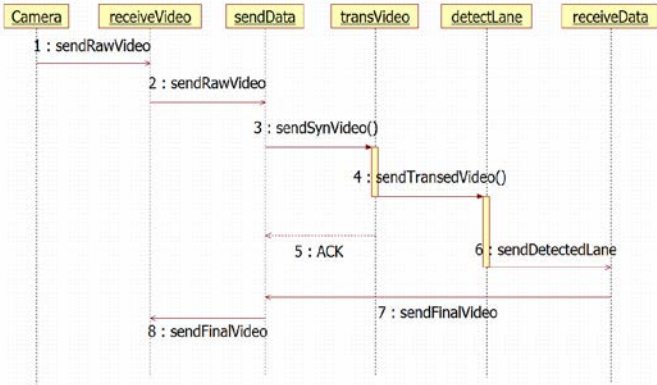 Camera receiveVideo sendData transVideo detectLane receiveData
1 : sendRawVideo
2 : sendRawVideo
3 : sendSynVideo()
4 : sendTransedVideo()
5 : ACK
6 : sendDetectedLane
7 : sendFinalVideo
8 : sendFinalVideo